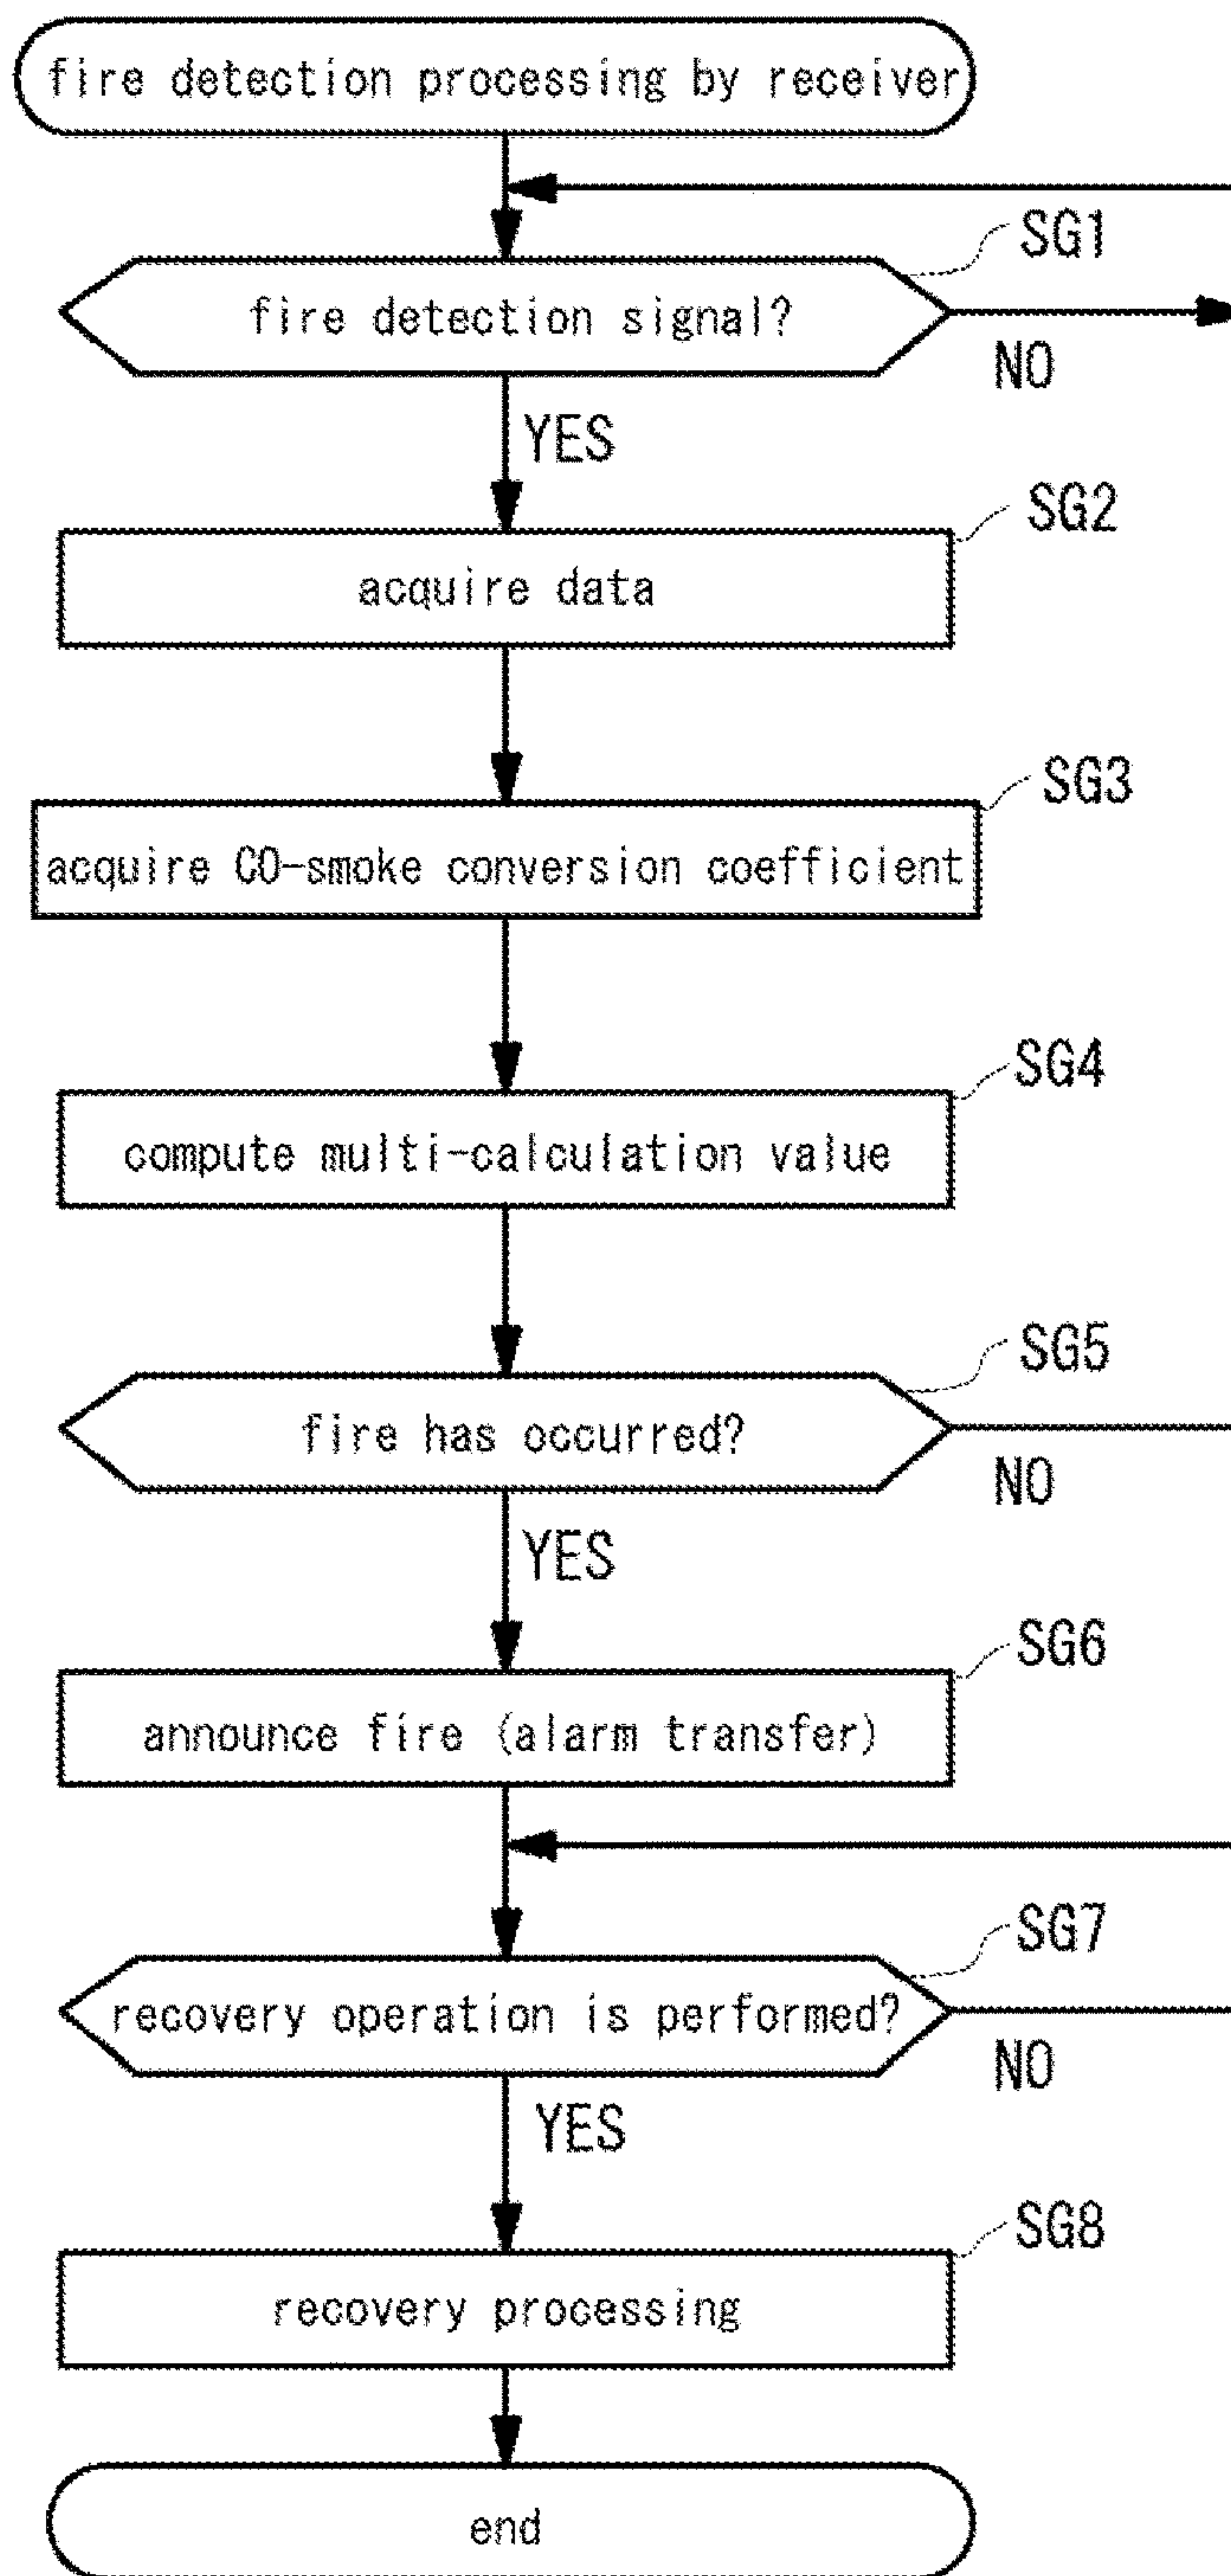 fire detection processing by receiver
SG1
fire detection signal?
NO
YES
SG2
acquire data
SG3
acquire CO-smoke conversion coefficient
SG4
compute multi-calculation value
SG5
fire has occurred?
NO
YES
SG6
announce fire (alarm transfer)
SG7
recovery operation is performed?
NO
YES
SG8
recovery processing
end